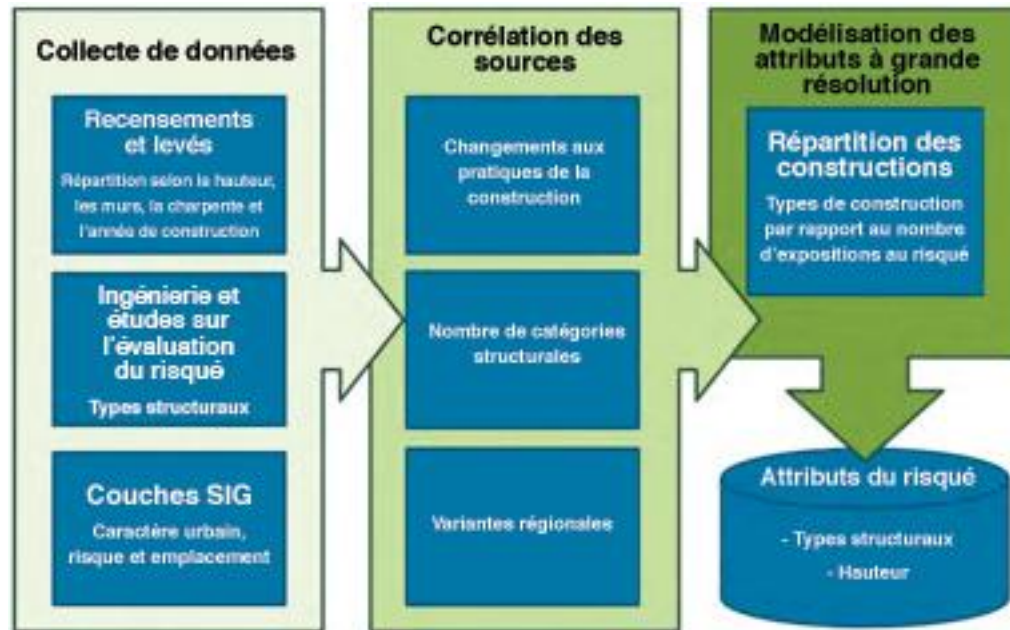 Collecte de données
Recensements
et levés
Répartition selon la hauteur,
les murs, la charpente et
l'année de construction
Ingénierie et
études sur
l'évaluation
du risqué
Types structuraux
Couches SIG
Caractère urbain,
risque et emplacement
Corrélation des
sources
Changements aux
pratiques de la
construction
Nombre de catégories
structurales
Variantes régionales
Modélisation des
attributs à grande
résolution
Répartition des
constructions
Types de construction
par rapport au nombre
d'expositions au risqué
Attributs du risqué
- Types structuraux
- Hauteur